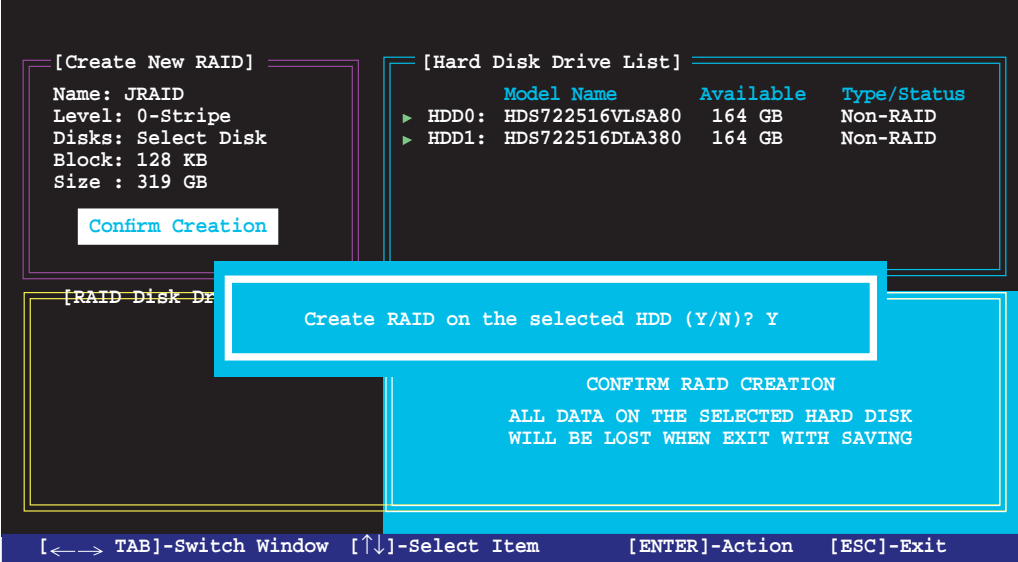 [Create New RAID]
Name: JRAID
Level: 0-Stripe
Disks: Select Disk
Block: 128 KB
Size : 319 GB
Confirm Creation
[Hard Disk Drive List]
Model Name Available Type/Status
► HDD0: HDS722516VLSA80 164 GB Non-RAID
► HDD1: HDS722516DLA380 164 GB Non-RAID
[RAID Disk Dr
Create RAID on the selected HDD (Y/N)? Y
CONFIRM RAID CREATION
ALL DATA ON THE SELECTED HARD DISK
WILL BE LOST WHEN EXIT WITH SAVING
[←→ TAB]-Switch Window [↑↓]-Select Item [ENTER]-Action [ESC]-Exit